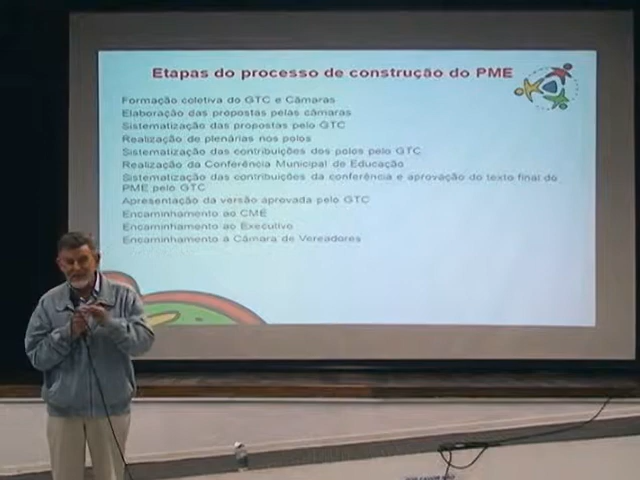 Etapas do processo de construção do PME
Formação coletiva do GTC e Câmaras
Elaboração das propostas pelas câmaras
Sistematização das propostas pelo GTC
Realização de plenárias nos polos
Sistematização das contribuições dos polos pelo GTC
Realização da Conferência Municipal de Educação
Sistematização das contribuições da conferência e aprovação do texto final do
PME pelo GTC
Apresentação da versão aprovada pelo GTC
Encaminhamento ao CME
Encaminhamento ao Executivo
Encaminhamento à Câmara de Vereadores